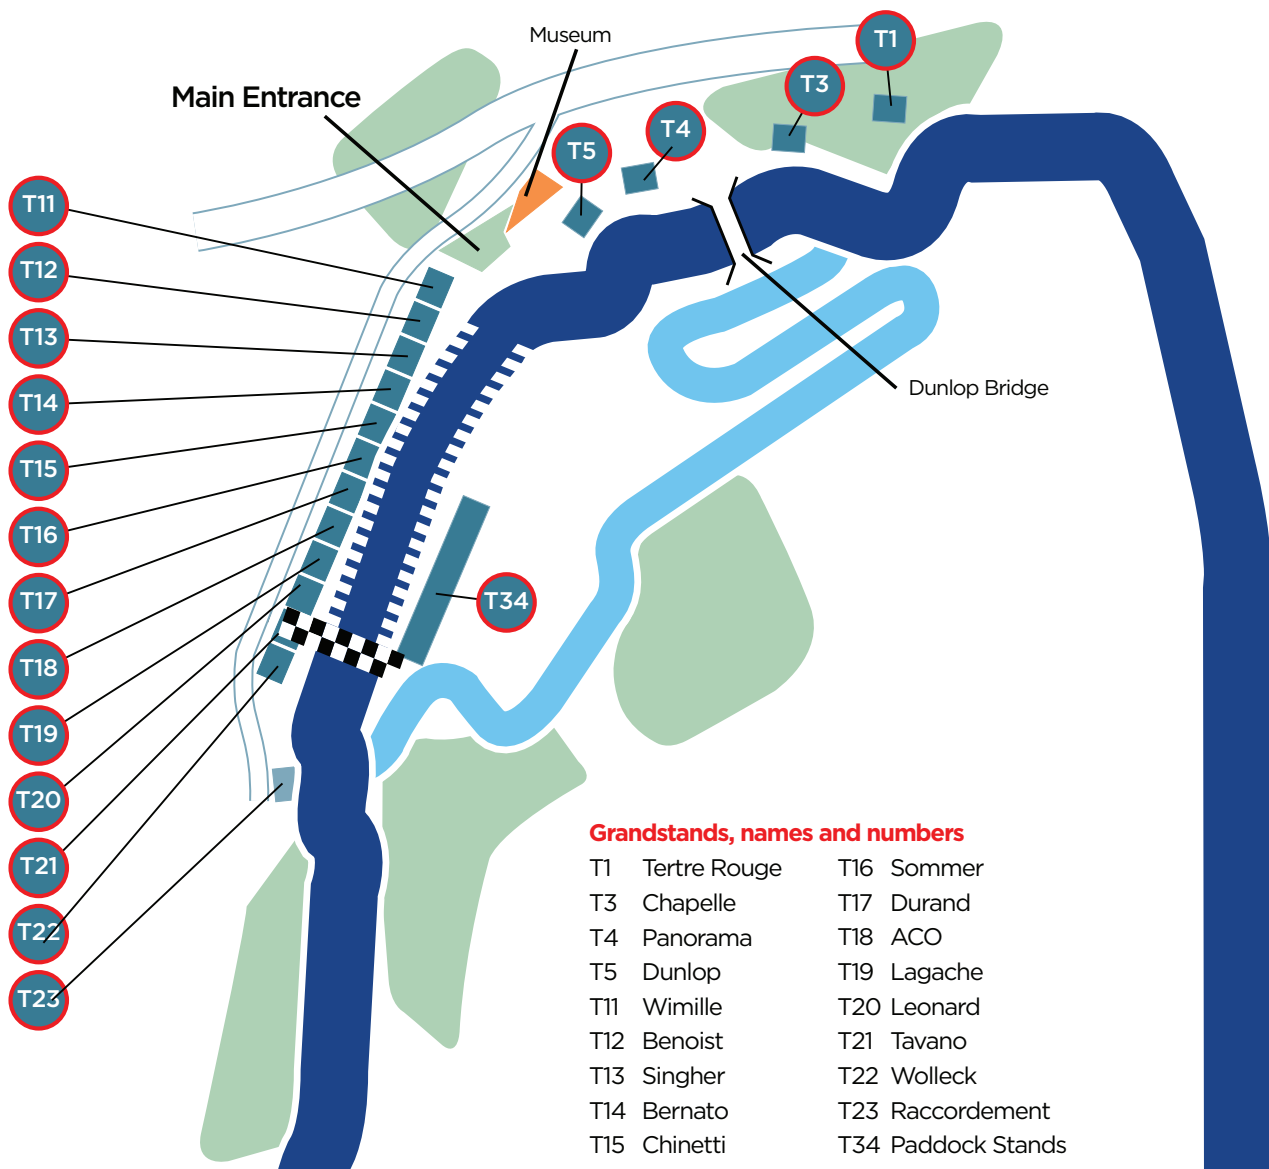 Museum
T1
Main Entrance
T3
T4
T5
T11
T12
T13
T14
Dunlop Bridge
T15
T16
T17
T34
T18
T19
T20
T21
T22
T23
Grandstands, names and numbers
T1 Tertre Rouge
T3 Chapelle
T4 Panorama
T5 Dunlop
T11 Wimille
T12 Benoist
T13 Singher
T14 Bernato
T15 Chinetti
T16 Sommer
T17 Durand
T18 ACO
T19 Lagache
T20 Leonard
T21 Tavano
T22 Wolleck
T23 Raccordement
T34 Paddock Stands